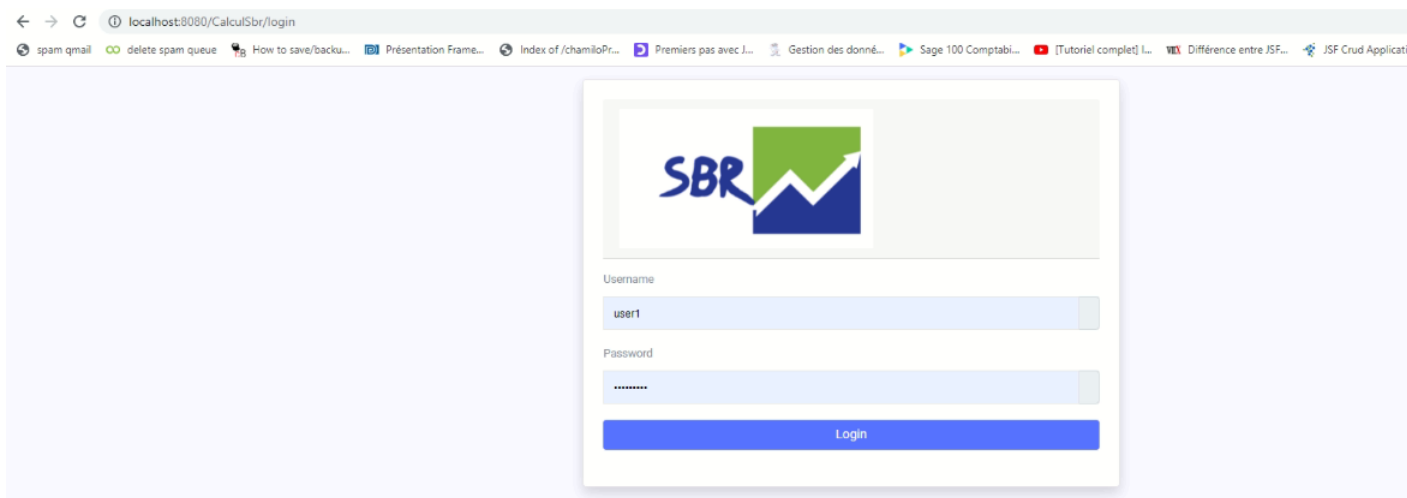 localhost:8080/CalculSbr/login
spam qmail delete spam queue How to save/backu... Présentation Frame... Index of /chamiloPr... Premiers pas avec J... Gestion des donné... Sage 100 Comptabi... [Tutoriel complet] l... Différence entre JSF... JSF Crud Applicati
SBR
Username
user1
Password
•••••••••
Login